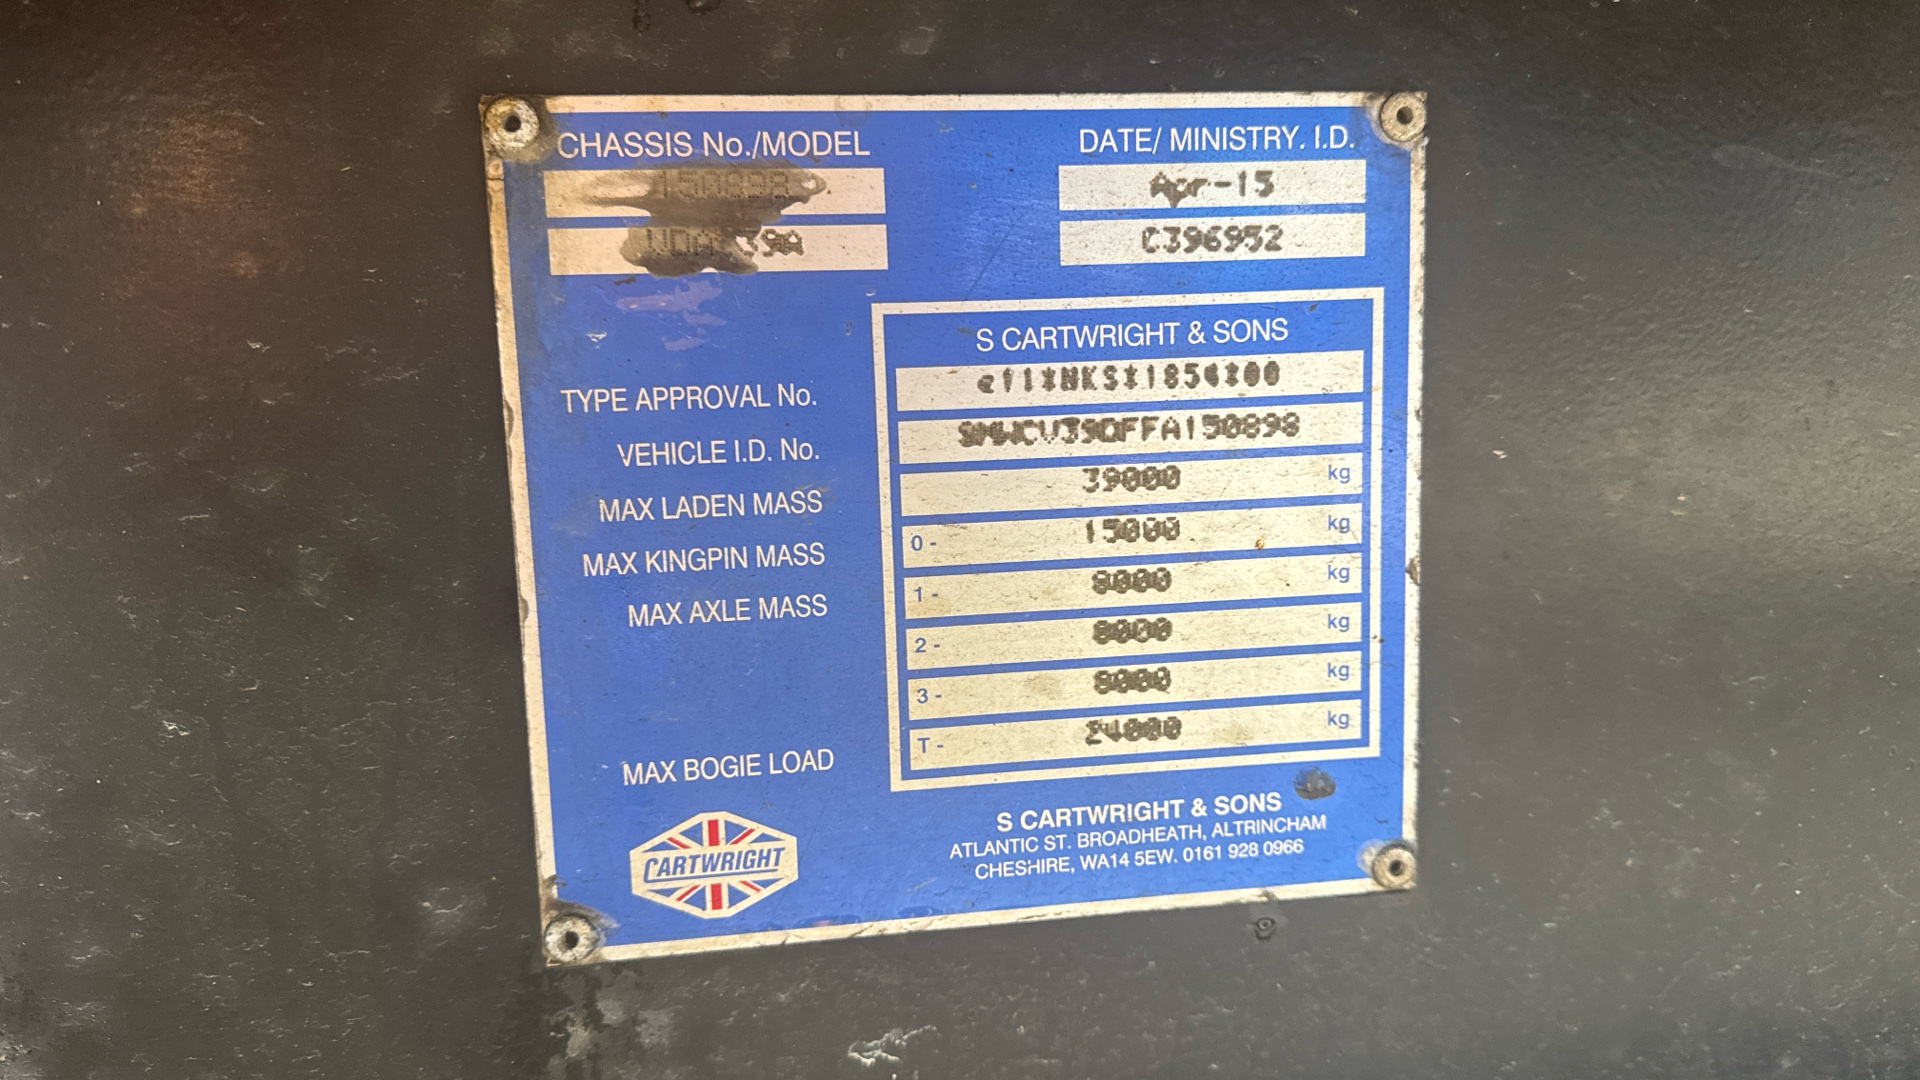 CHASSIS No./MODEL
150898
DATE/ MINISTRY. I.D.
Apr-15
C396952
S CARTWRIGHT & SONS
TYPE APPROVAL No.
e11*NKS*1854*00
VEHICLE I.D. No.
SMWCV39DFFA150898
MAX LADEN MASS
39000 kg
MAX KINGPIN MASS
0- 15000 kg
MAX AXLE MASS
1- 8000 kg
2- 8000 kg
3- 8000 kg
MAX BOGIE LOAD
T- 24000 kg
CARTWRIGHT
S CARTWRIGHT & SONS
ATLANTIC ST. BROADHEATH, ALTRINCHAM
CHESHIRE, WA14 5EW. 0161 928 0966